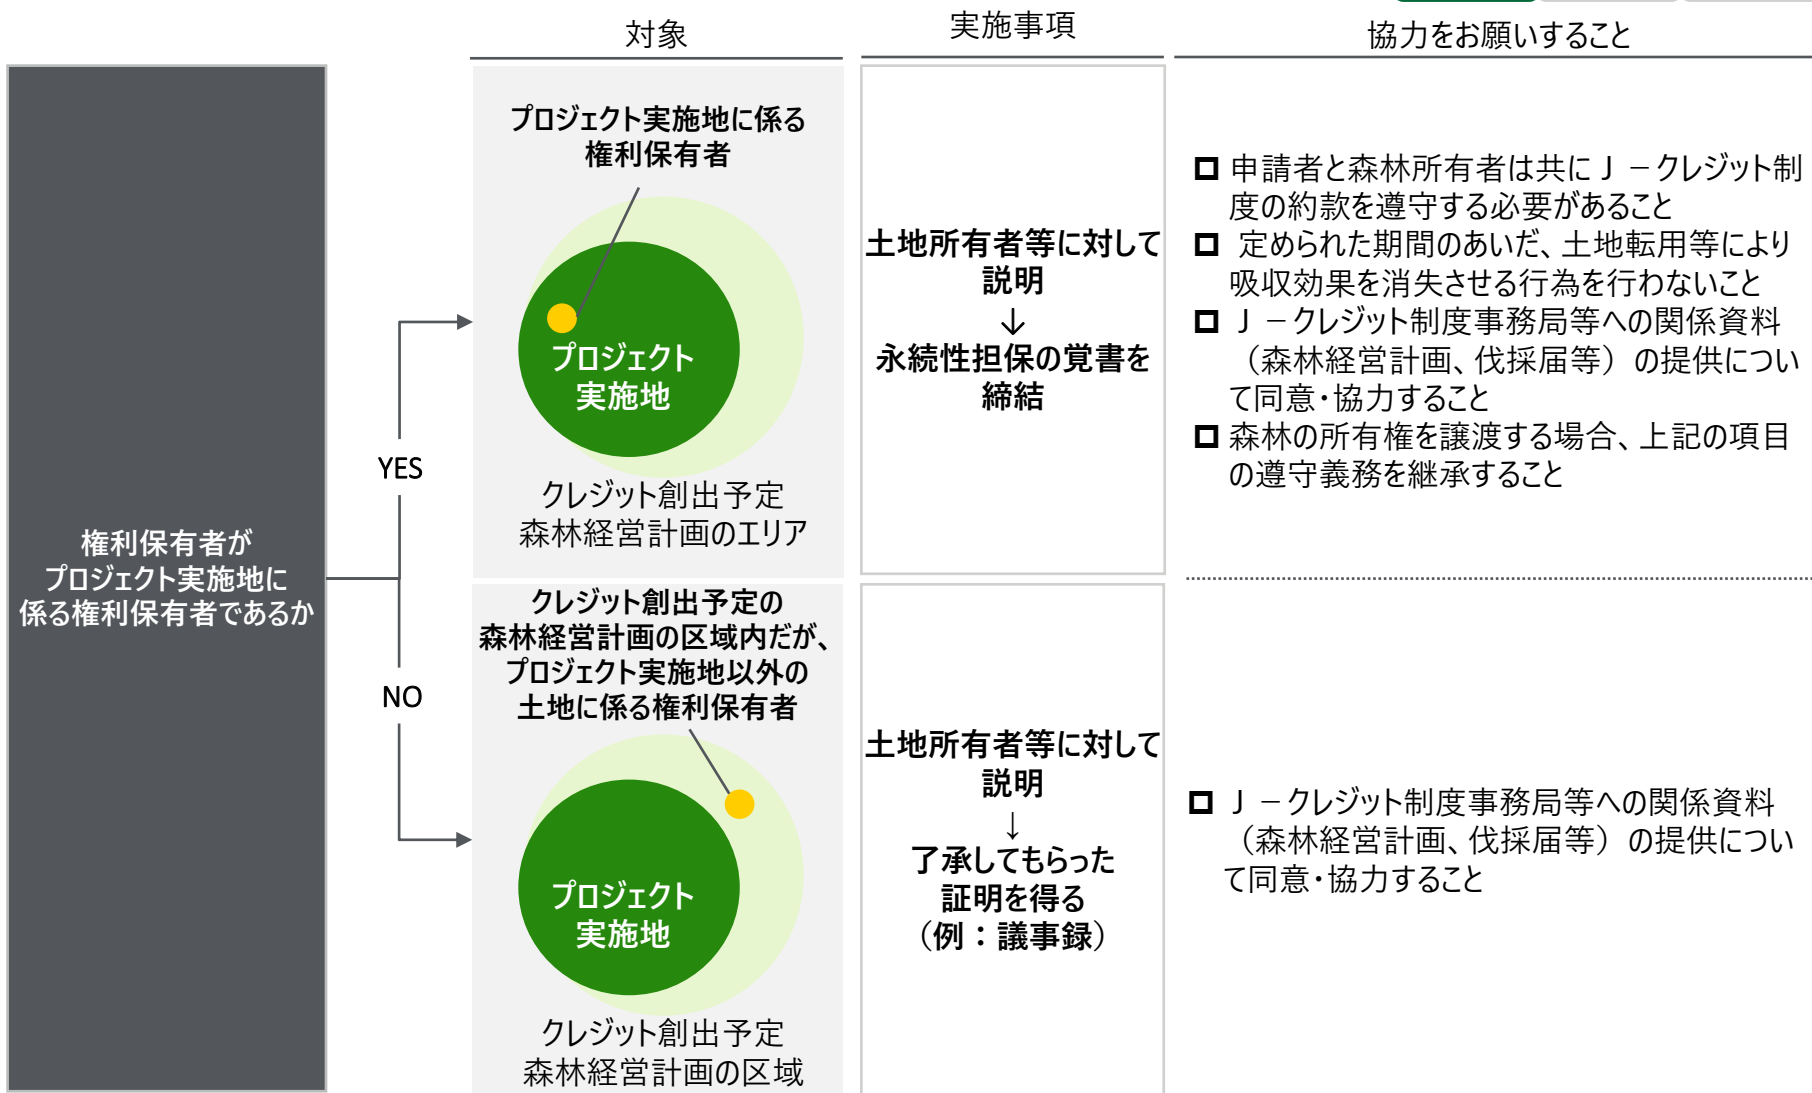 対象
実施事項
協力をお願いすること
権利保有者が
プロジェクト実施地に
係る権利保有者であるか
YES
NO
プロジェクト実施地に係る
権利保有者
プロジェクト
実施地
クレジット創出予定
森林経営計画のエリア
土地所有者等に対して
説明
↓
永続性担保の覚書を
締結
申請者と森林所有者は共にJ－クレジット制
度の約款を遵守する必要があること
定められた期間のあいだ、土地転用等により
吸収効果を消失させる行為を行わないこと
J－クレジット制度事務局等への関係資料
（森林経営計画、伐採届等）の提供につい
て同意・協力すること
森林の所有権を譲渡する場合、上記の項目
の遵守義務を継承すること
クレジット創出予定の
森林経営計画の区域内だが、
プロジェクト実施地以外の
土地に係る権利保有者
プロジェクト
実施地
クレジット創出予定
森林経営計画の区域
土地所有者等に対して
説明
↓
了承してもらった
証明を得る
（例：議事録）
J－クレジット制度事務局等への関係資料
（森林経営計画、伐採届等）の提供につい
て同意・協力すること